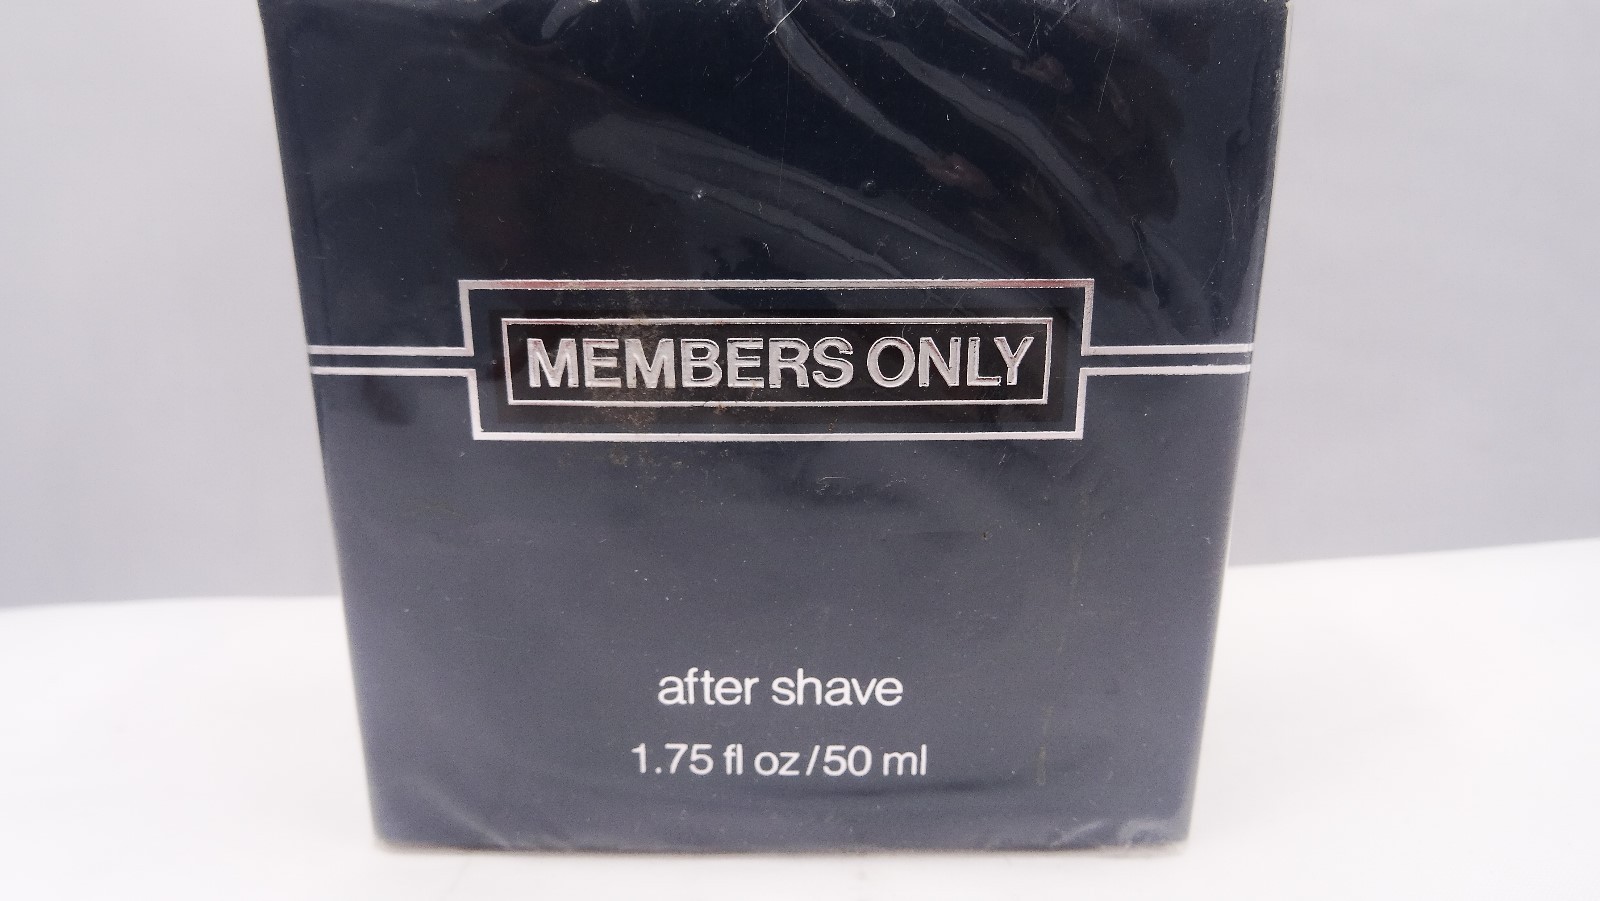 MEMBERS ONLY
after shave
1.75 fl oz/50 ml